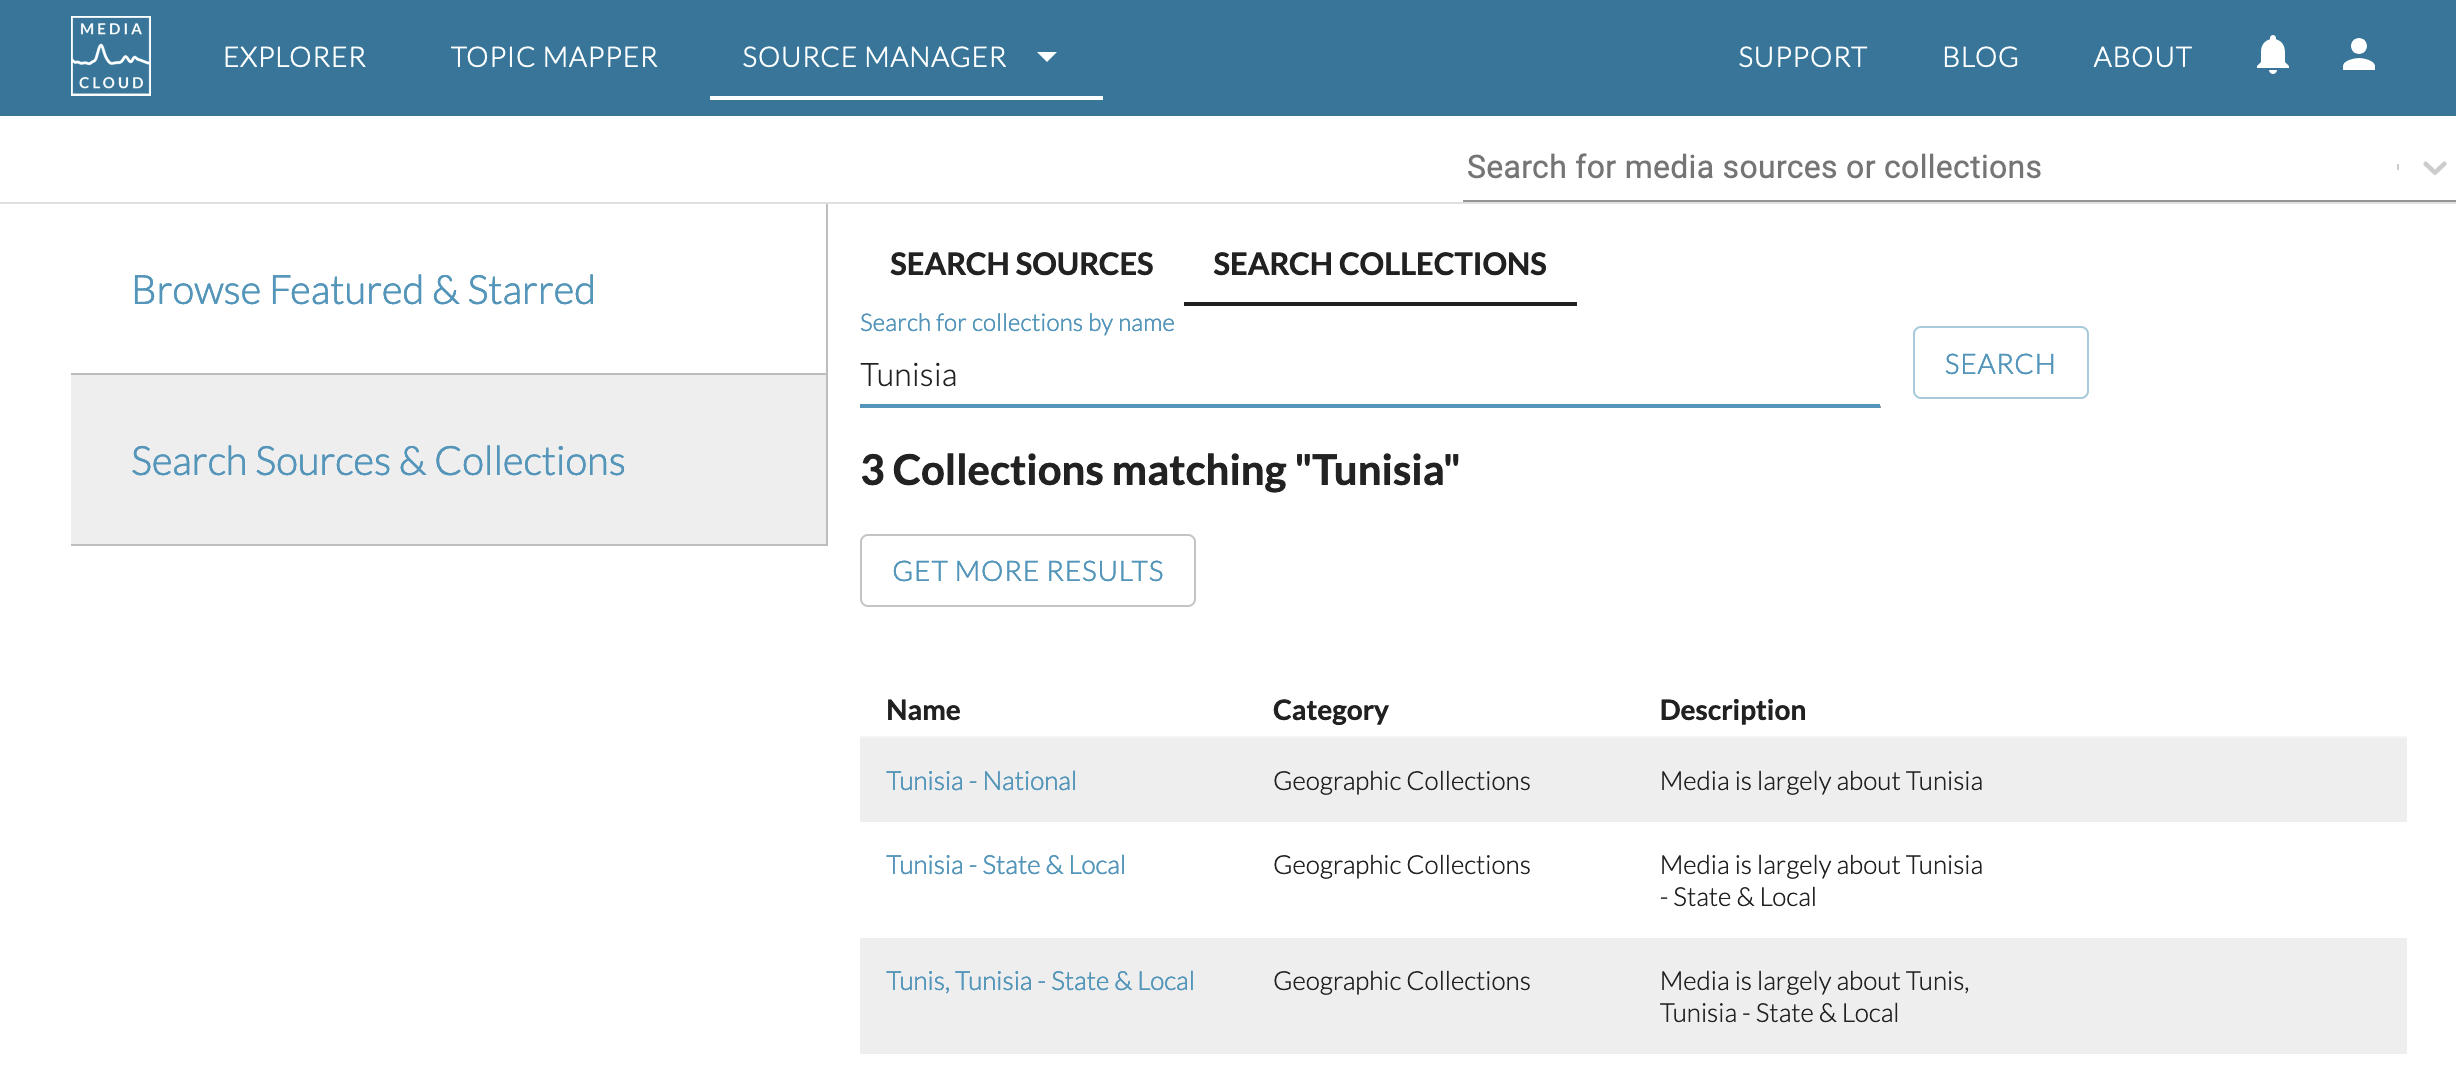 MEDIA
CLOUD
EXPLORER
TOPIC MAPPER
SOURCE MANAGER
SUPPORT
BLOG
ABOUT
Search for media sources or collections
Browse Featured & Starred
Search Sources & Collections
SEARCH SOURCES
SEARCH COLLECTIONS
Search for collections by name
Tunisia
SEARCH
3 Collections matching "Tunisia"
GET MORE RESULTS
Name Category Description
Tunisia - National Geographic Collections Media is largely about Tunisia
Tunisia - State & Local Geographic Collections Media is largely about Tunisia
- State & Local
Tunis, Tunisia - State & Local Geographic Collections Media is largely about Tunis,
Tunisia - State & Local